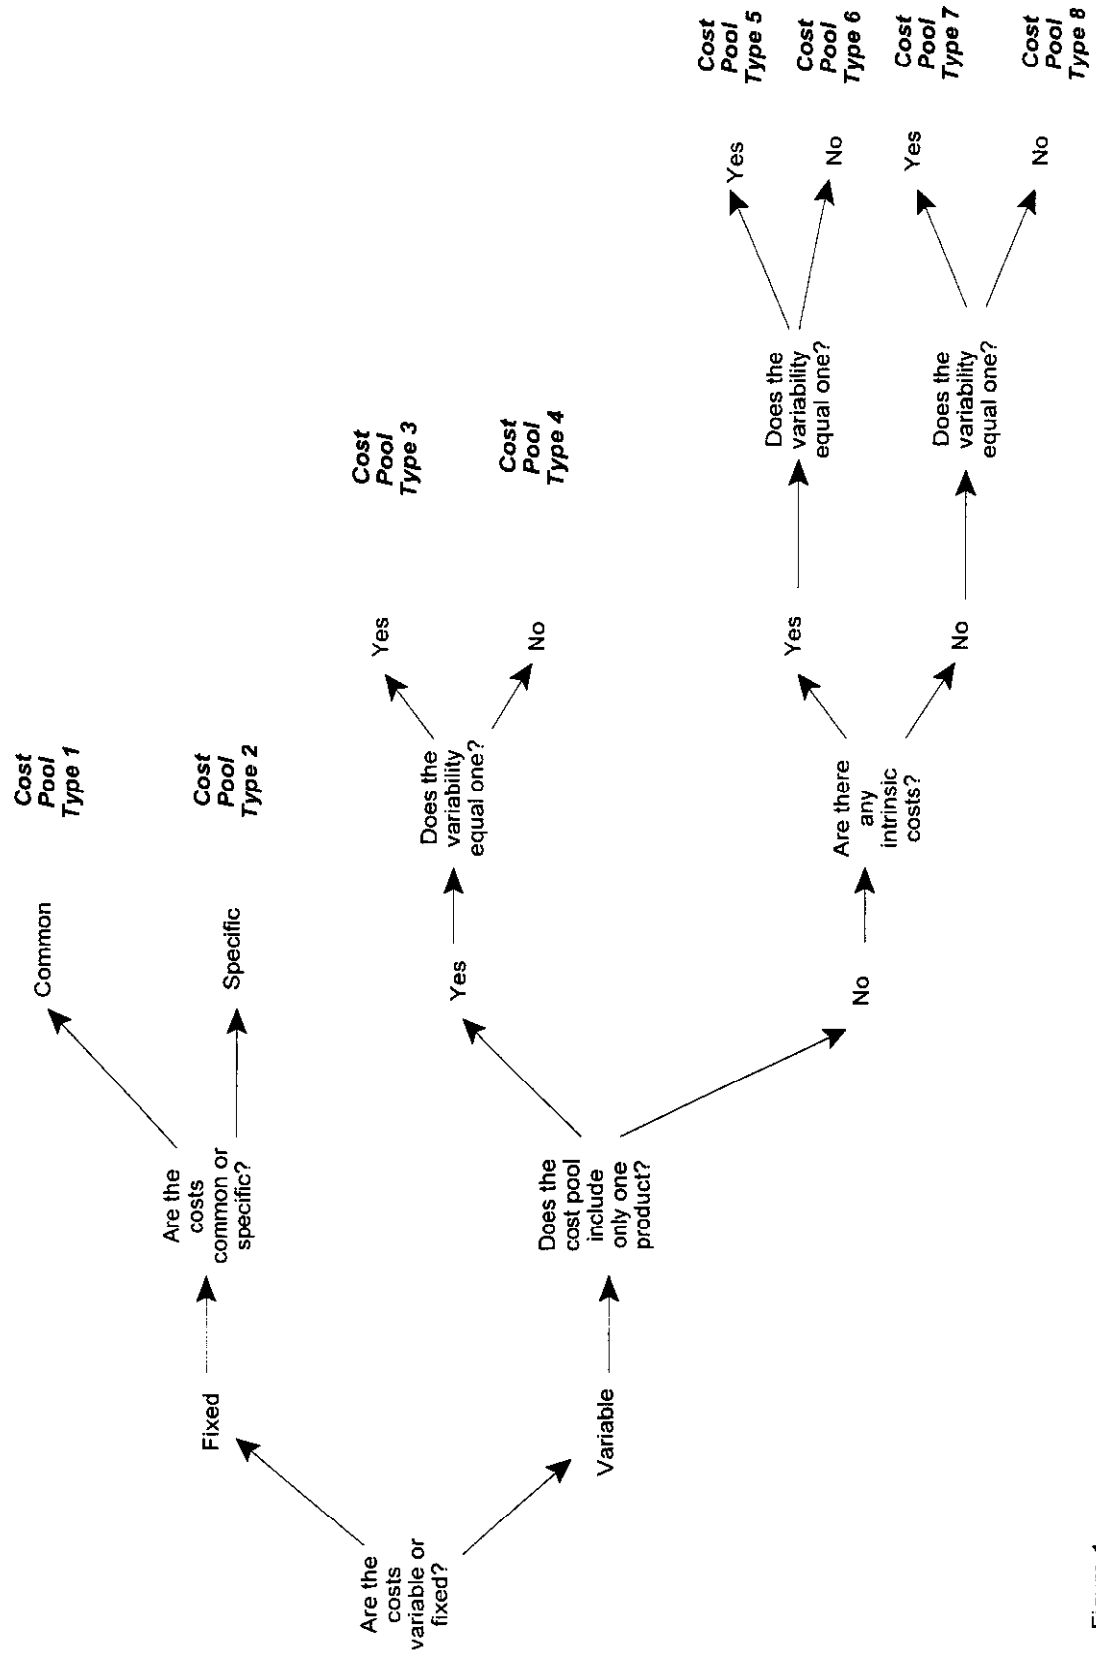 Are the
costs
variable or
fixed?
Fixed
Are the
costs
common or
specific?
Common
Cost
Pool
Type 1
Specific
Cost
Pool
Type 2
Variable
Does the
cost pool
include
only one
product?
Yes
Does the
variability
equal one?
Yes
Cost
Pool
Type 3
No
Cost
Pool
Type 4
No
Are there
any
intrinsic
costs?
Yes
Does the
variability
equal one?
Yes
Cost
Pool
Type 5
No
Cost
Pool
Type 6
No
Does the
variability
equal one?
Yes
Cost
Pool
Type 7
No
Cost
Pool
Type 8
Figure 1